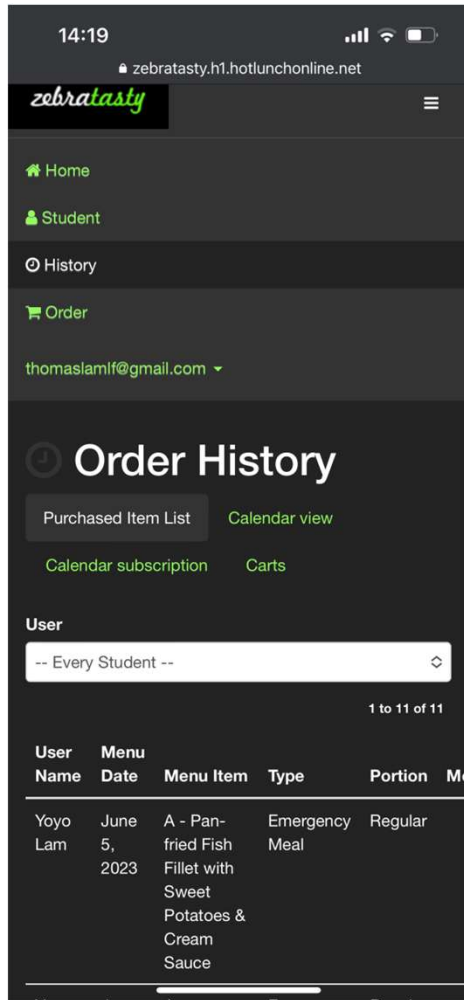 14:19
zebratasty.h1.hotlunchonline.net
zebratasty
Home
Student
History
Order
thomaslamlf@gmail.com
Order History
Purchased Item List Calendar view
Calendar subscription Carts
User
-- Every Student --
1 to 11 of 11
User Name Menu Date Menu Item Type Portion
Yoyo Lam June 5, 2023 A - Pan-fried Fish Fillet with Sweet Potatoes & Cream Sauce Emergency Meal Regular